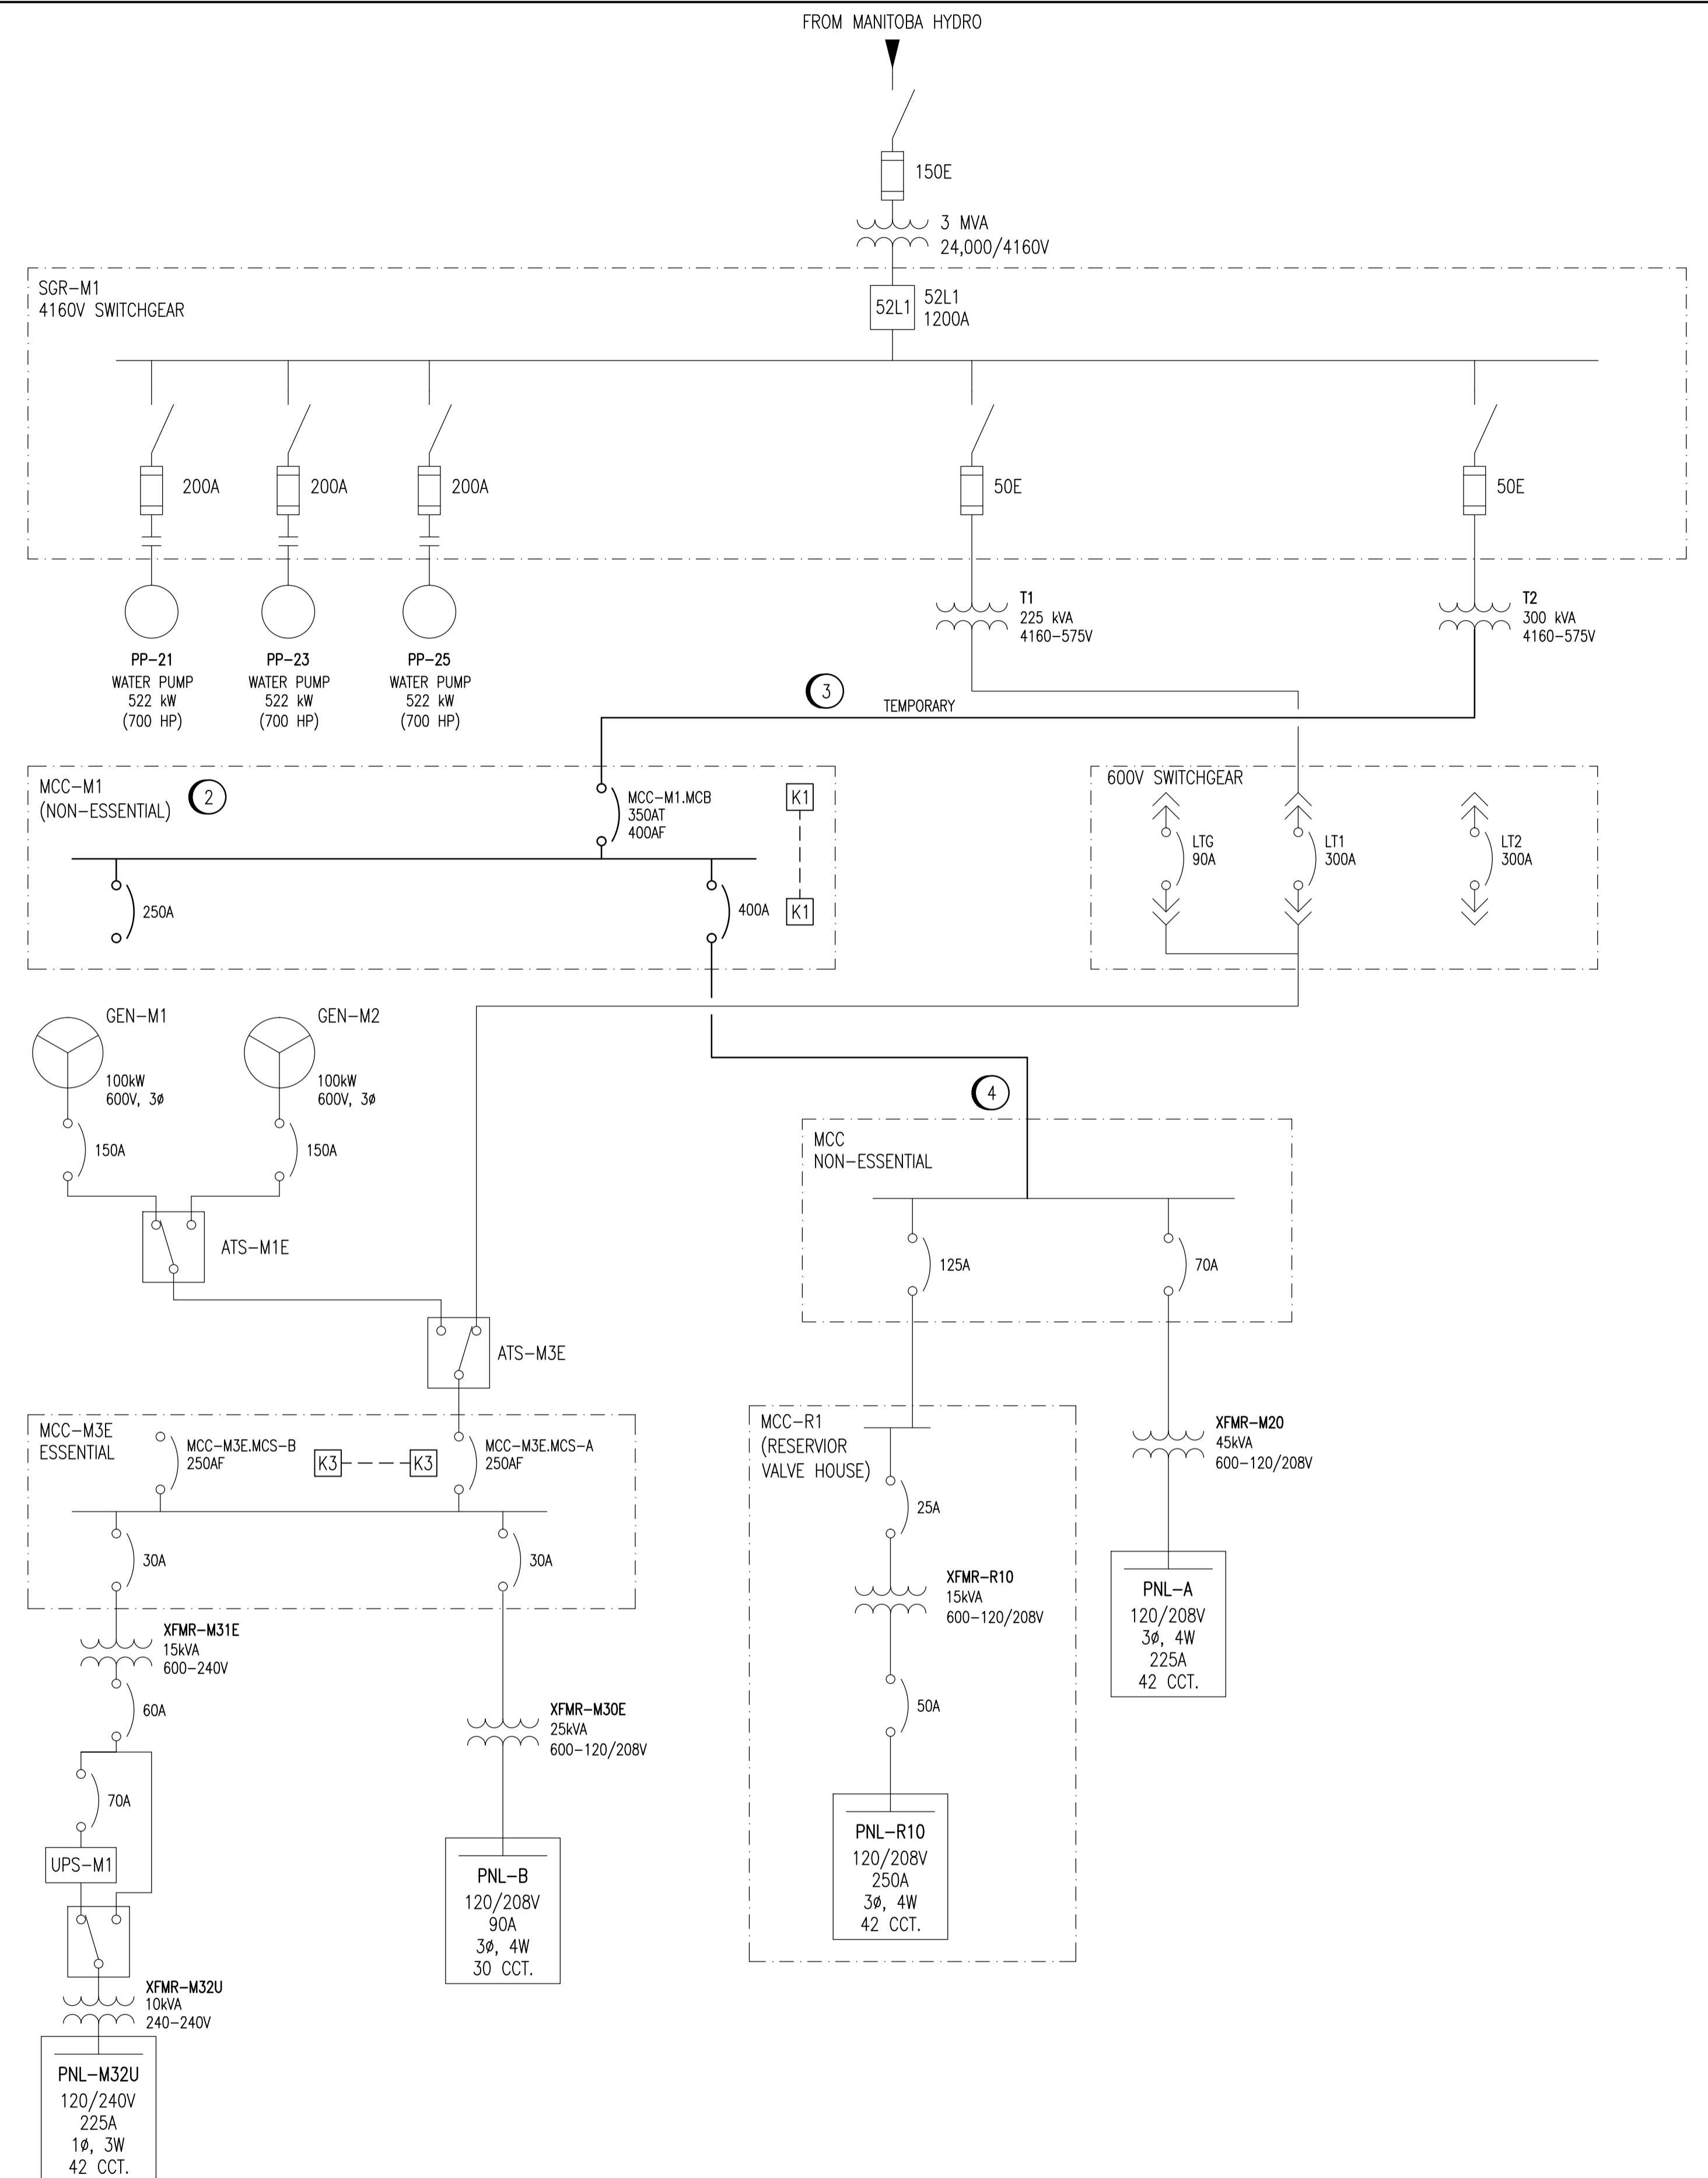 FROM MANITOBA HYDRO
150E
3 MVA
24,000/4160V
SGR-M1
4160V SWITCHGEAR
52L1
52L1
1200A
200A
200A
200A
50E
50E
PP-21
WATER PUMP
522 kW
(700 HP)
PP-23
WATER PUMP
522 kW
(700 HP)
PP-25
WATER PUMP
522 kW
(700 HP)
T1
225 kVA
4160-575V
T2
300 kVA
4160-575V
3
TEMPORARY
MCC-M1
(NON-ESSENTIAL)
2
MCC-M1.MCB
350AT
400AF
K1
K1
250A
400A
600V SWITCHGEAR
LTG
90A
LT1
300A
LT2
300A
GEN-M1
100kW
600V, 3ø
150A
GEN-M2
100kW
600V, 3ø
150A
ATS-M1E
ATS-M3E
4
MCC
NON-ESSENTIAL
125A
70A
MCC-M3E
ESSENTIAL
MCC-M3E.MCS-B
250AF
K3
K3
MCC-M3E.MCS-A
250AF
30A
30A
MCC-R1
(RESERVIOR
VALVE HOUSE)
25A
XFMR-R10
15kVA
600-120/208V
50A
PNL-R10
120/208V
250A
3ø, 4W
42 CCT.
XFMR-M20
45kVA
600-120/208V
PNL-A
120/208V
3ø, 4W
225A
42 CCT.
XFMR-M31E
15kVA
600-240V
60A
70A
UPS-M1
XFMR-M30E
25kVA
600-120/208V
PNL-B
120/208V
90A
3ø, 4W
30 CCT.
XFMR-M32U
10kVA
240-240V
PNL-M32U
120/240V
225A
1ø, 3W
42 CCT.